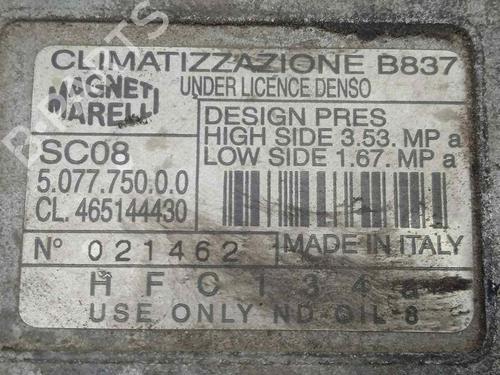 CLIMATIZZAZIONE B837
MAGNETI
MARELLI
UNDER LICENCE DENSO
SC08
5.077.750.0.0
CL. 465144430
DESIGN PRES
HIGH SIDE 3.53. MP a
LOW SIDE 1.67. MP a
N° 021462
MADE IN ITALY
HFC134a
USE ONLY ND OIL 8